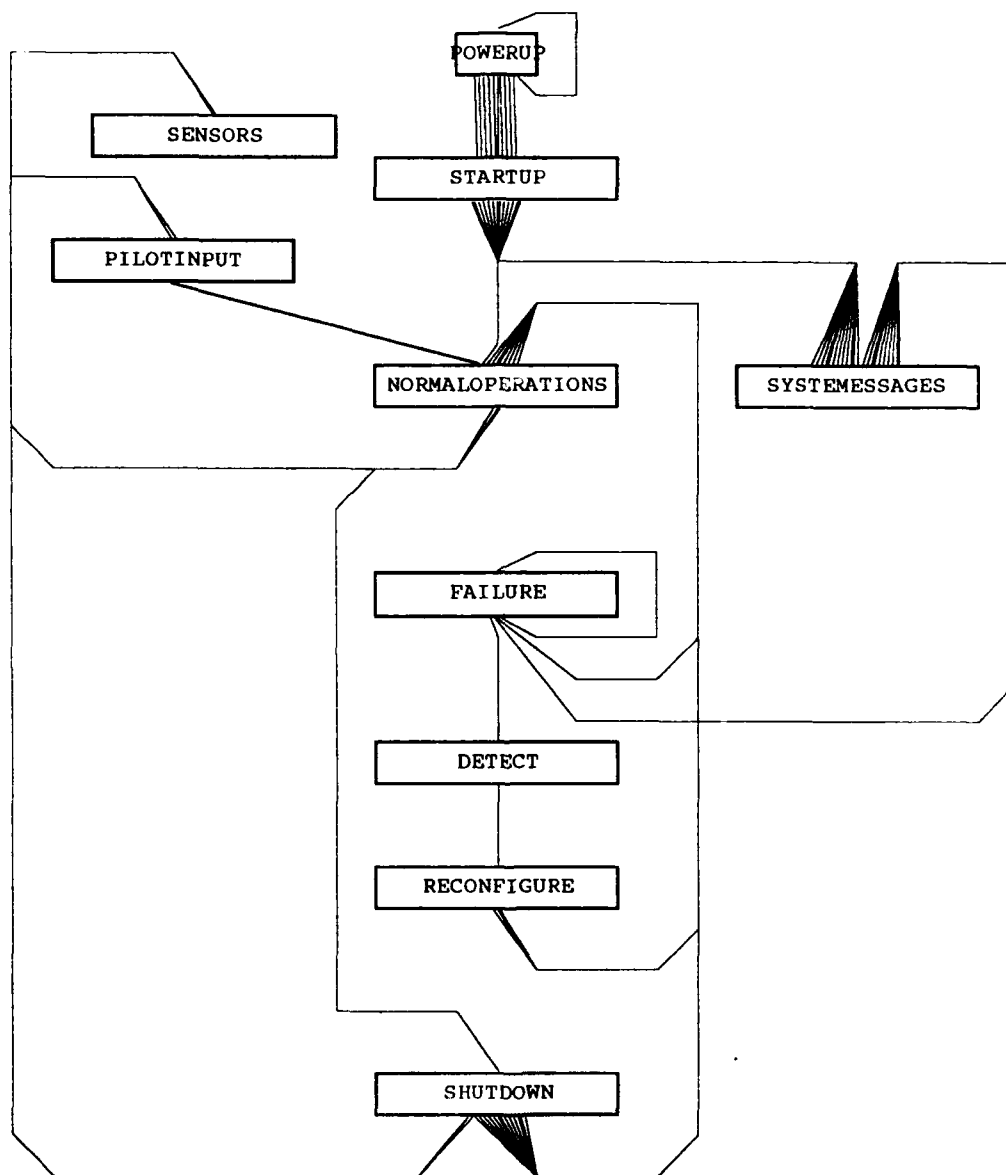 POWERUP
SENSORS
STARTUP
PILOTINPUT
NORMALOPERATIONS
SYSTEMESSAGES
FAILURE
DETECT
RECONFIGURE
SHUTDOWN